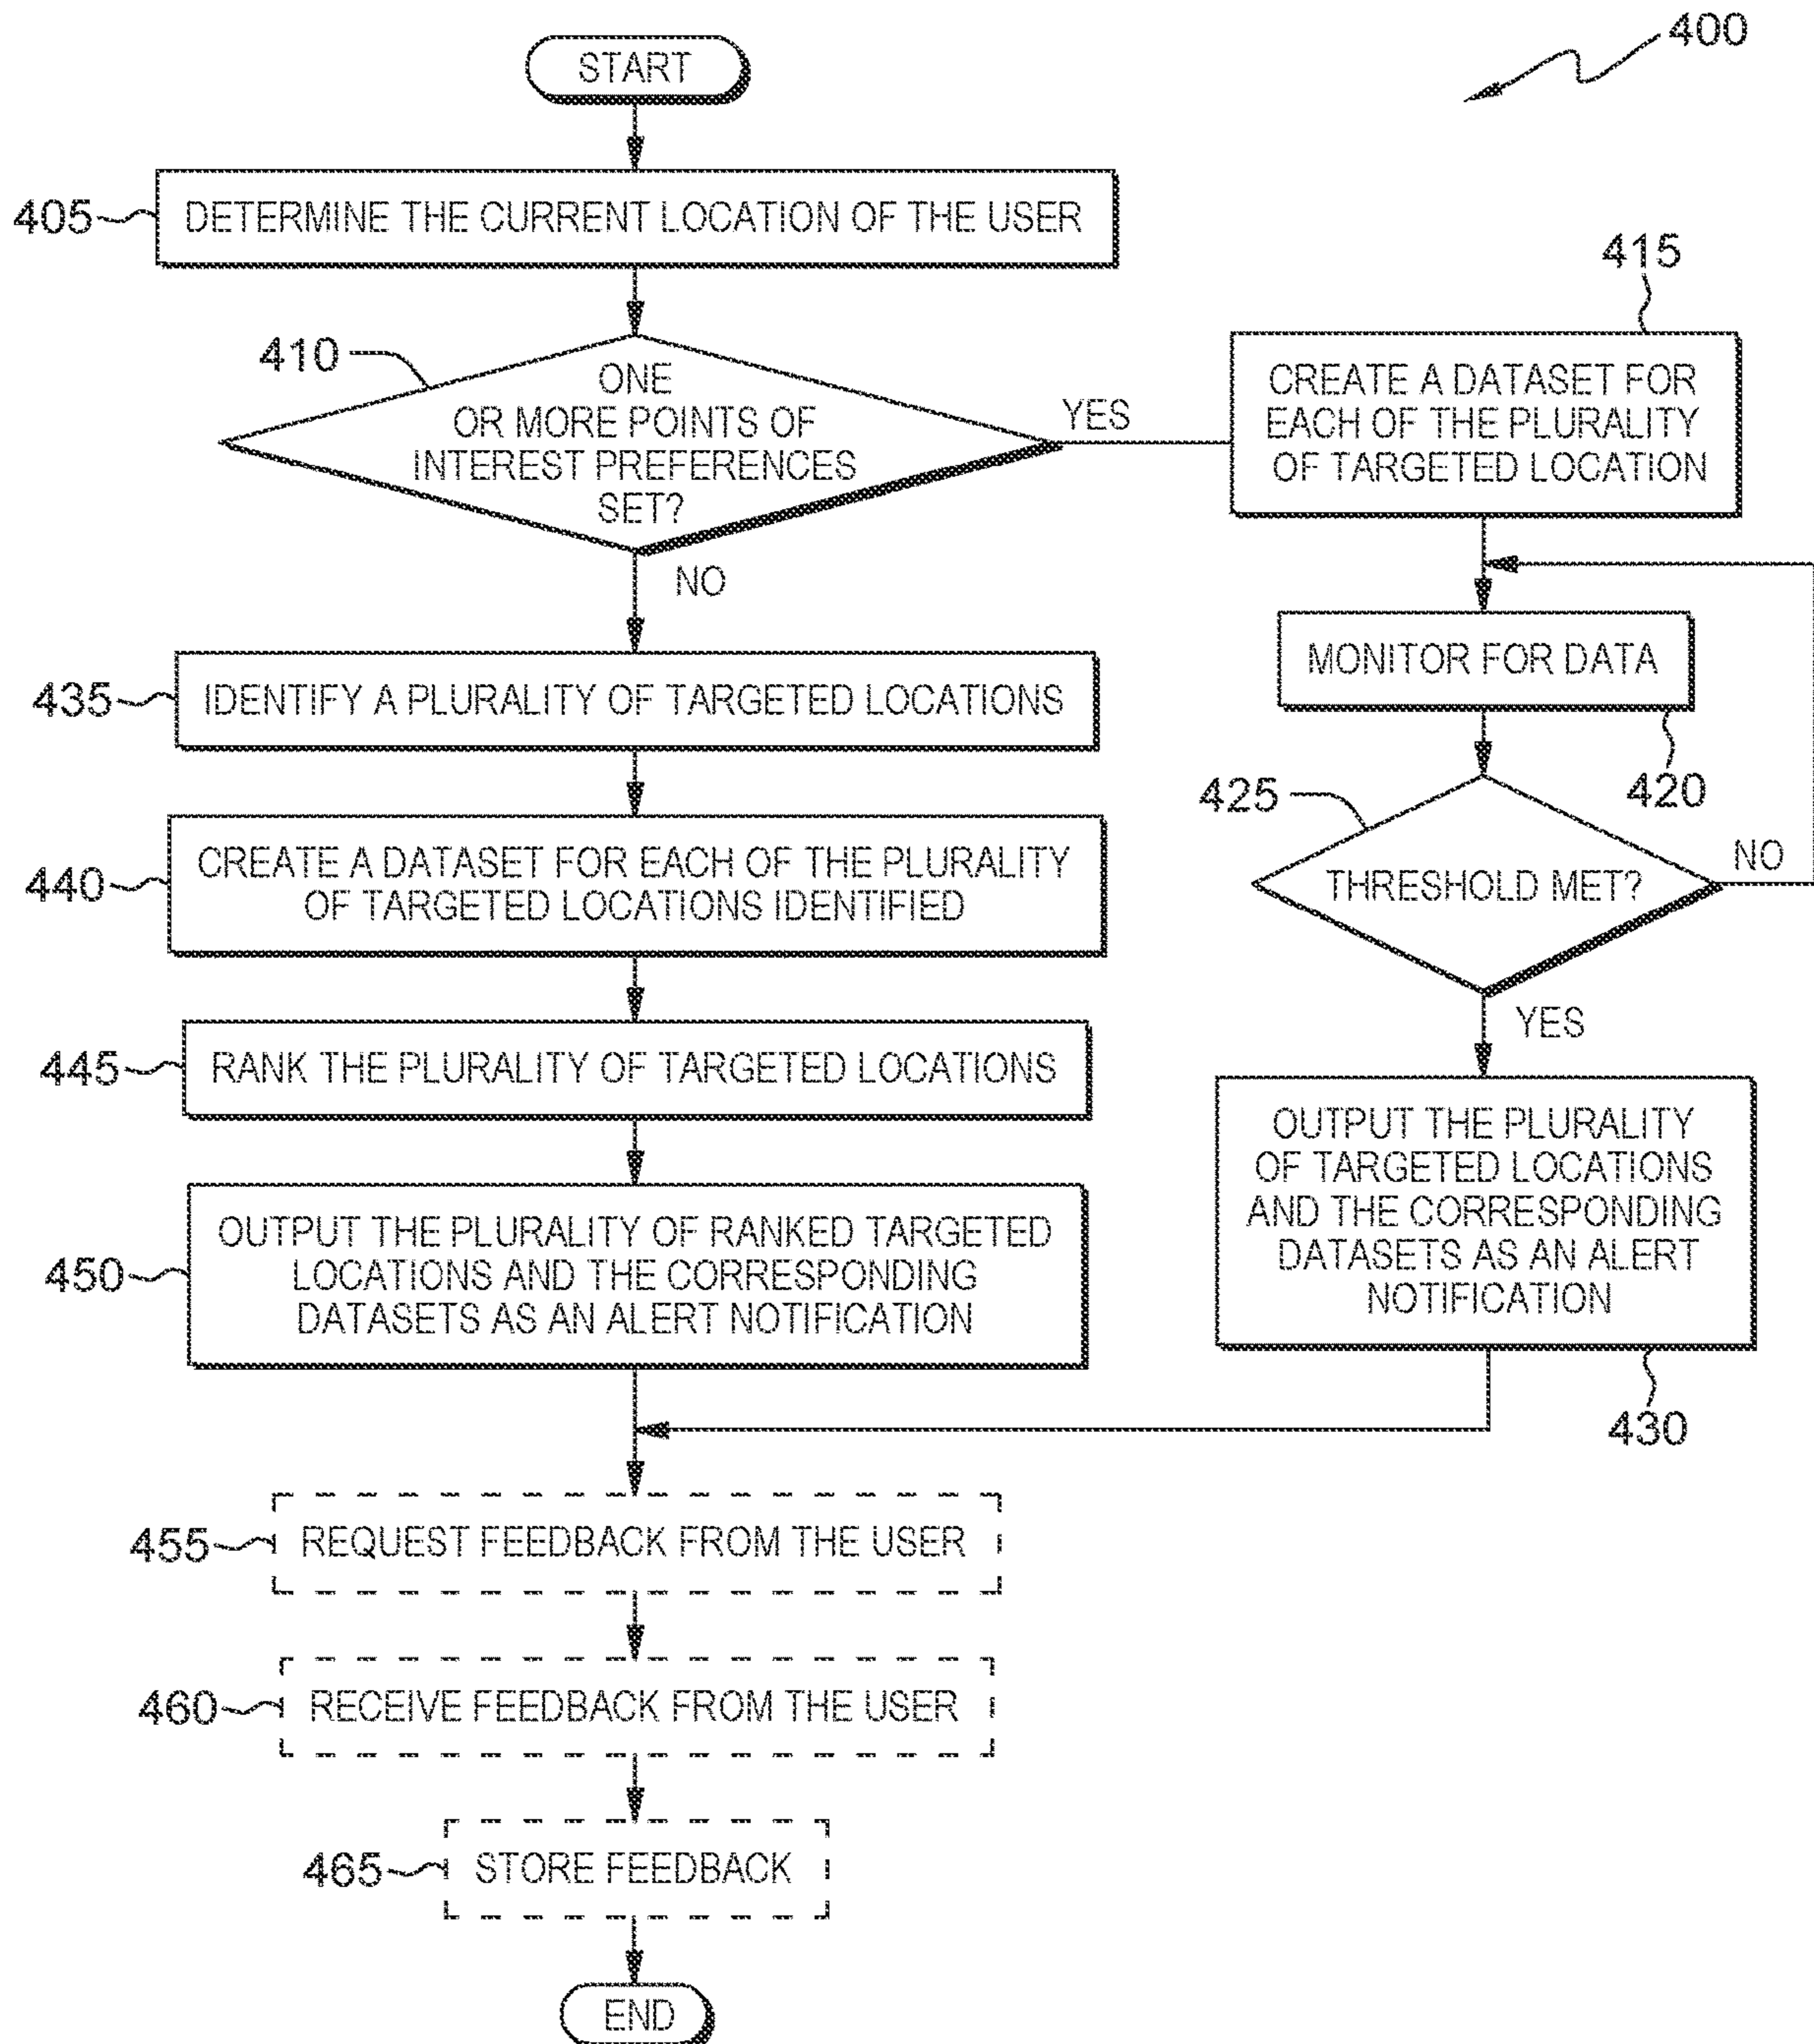 400
START
405
DETERMINE THE CURRENT LOCATION OF THE USER
410
ONE
OR MORE POINTS OF
INTEREST PREFERENCES
SET?
YES
NO
415
CREATE A DATASET FOR
EACH OF THE PLURALITY
OF TARGETED LOCATION
MONITOR FOR DATA
420
425
THRESHOLD MET?
NO
YES
OUTPUT THE PLURALITY
OF TARGETED LOCATIONS
AND THE CORRESPONDING
DATASETS AS AN ALERT
NOTIFICATION
430
435
IDENTIFY A PLURALITY OF TARGETED LOCATIONS
440
CREATE A DATASET FOR EACH OF THE PLURALITY
OF TARGETED LOCATIONS IDENTIFIED
445
RANK THE PLURALITY OF TARGETED LOCATIONS
450
OUTPUT THE PLURALITY OF RANKED TARGETED
LOCATIONS AND THE CORRESPONDING
DATASETS AS AN ALERT NOTIFICATION
455
REQUEST FEEDBACK FROM THE USER
460
RECEIVE FEEDBACK FROM THE USER
465
STORE FEEDBACK
END